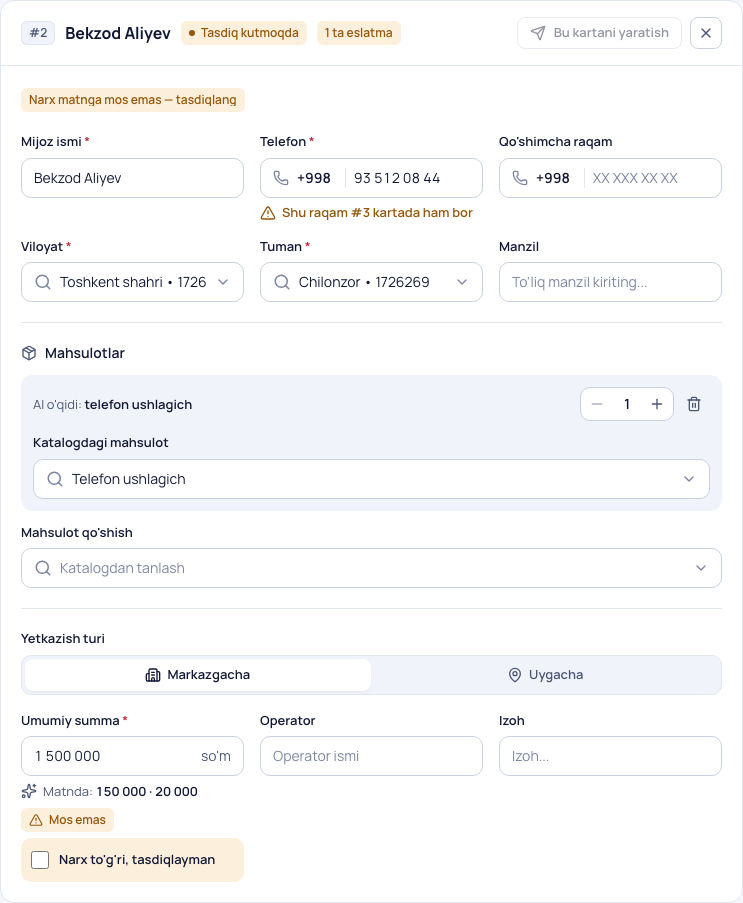 #2 Bekzod Aliyev Tasdiq kutmoqda 1 ta eslatma Bu kartani yaratish
Narx matnga mos emas — tasdiqlang
Mijoz ismi * Telefon * Qo'shimcha raqam
Bekzod Aliyev +998 93 512 08 44 +998 XX XXX XX XX
Shu raqam #3 kartada ham bor
Viloyat * Tuman * Manzil
Toshkent shahri • 1726 Chilonzor • 1726269 To'liq manzil kiriting...
Mahsulotlar
AI o'qidi: telefon ushlagich 1
Katalogdagi mahsulot
Telefon ushlagich
Mahsulot qo'shish
Katalogdan tanlash
Yetkazish turi
Markazgacha Uygacha
Umumiy summa * Operator Izoh
1 500 000 so'm Operator ismi Izoh...
Matnda: 150 000 · 20 000
Mos emas
Narx to'g'ri, tasdiqlayman